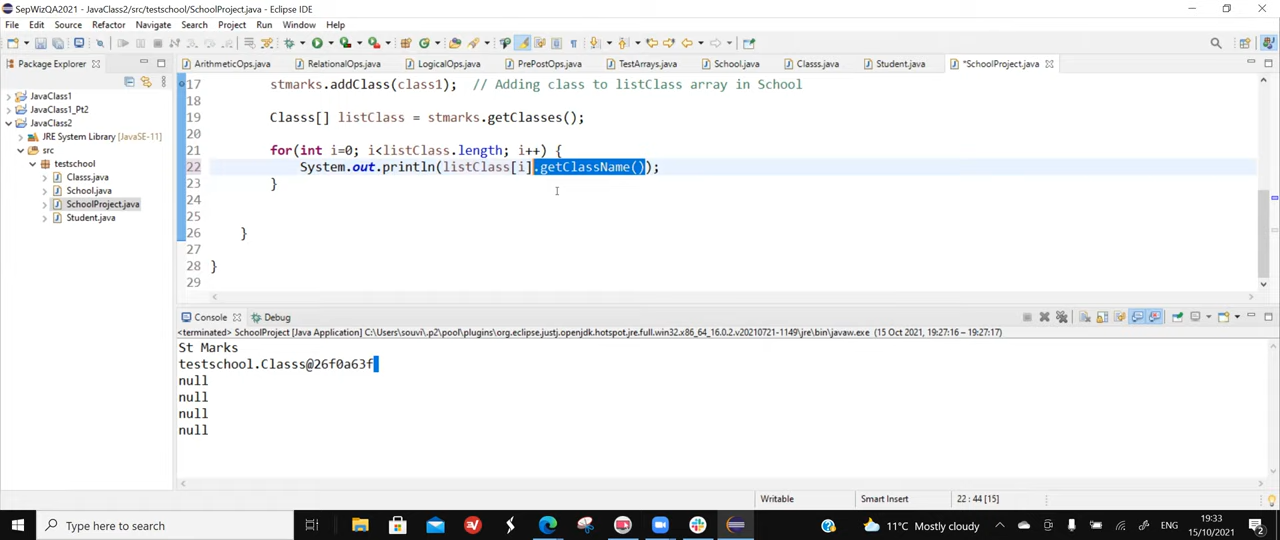 SepWizQA2021 - JavaClass2/src/testschool/SchoolProject.java - Eclipse IDE
File Edit Source Refactor Navigate Search Project Run Window Help
Package Explorer
ArithmeticOps.java RelationalOps.java LogicalOps.java PrePostOps.java TestArrays.java School.java Classs.java Student.java *SchoolProject.java
JavaClass1
JavaClass1_Pt2
JavaClass2
JRE System Library [JavaSE-11]
src
testschool
Classs.java
School.java
SchoolProject.java
Student.java
17 stmarks.addClass(class1); // Adding class to listClass array in School
18
19 Classs[] listClass = stmarks.getClasses();
20
21 for(int i=0; i<listClass.length; i++) {
22 System.out.println(listClass[i].getClassName());
23 }
24
25
26 }
27
28 }
29
Console Debug
<terminated> SchoolProject [Java Application] C:\Users\souvi\.p2\pool\plugins\org.eclipse.justj.openjdk.hotspot.jre.full.win32.x86_64_16.0.2.v20210721-1149\jre\bin\javaw.exe (15 Oct 2021, 19:27:16 – 19:27:17)
St Marks
testschool.Classs@26f0a63f
null
null
null
null
Writable Smart Insert 22 : 44 [15]
Type here to search
11°C Mostly cloudy
ENG
19:33
15/10/2021
2